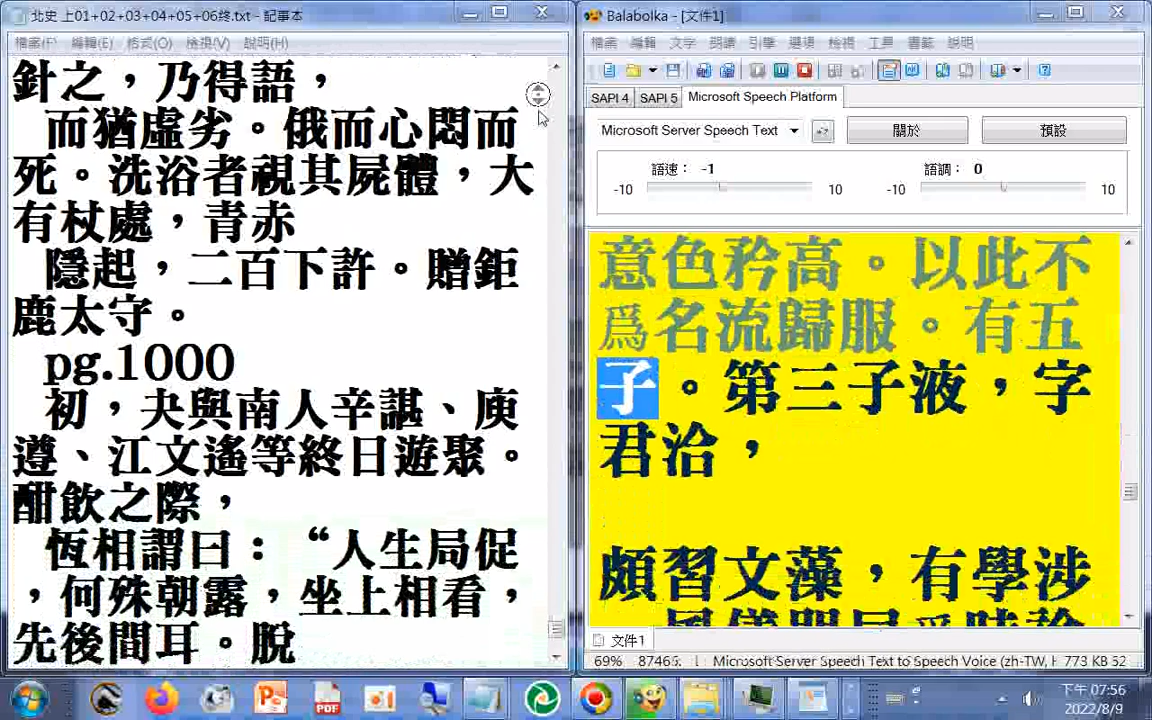 北史 上01+02+03+04+05+06終.txt - 記事本
檔案(F) 編輯(E) 格式(O) 檢視(V) 說明(H)
針之，乃得語，
而猶虛劣。俄而心悶而
死。洗浴者視其屍體，大
有杖處，青赤
隱起，二百下許。贈鉅
鹿太守。
pg.1000
初，夬與南人辛諶、庾
遵、江文遙等終日遊聚。
酣飲之際，
恆相謂曰：“人生局促
，何殊朝露，坐上相看，
先後間耳。脫
Balabolka - [文件1]
檔案 編輯 文字 朗讀 引擎 選項 檢視 工具 書籤 說明
SAPI 4 SAPI 5 Microsoft Speech Platform
Microsoft Server Speech Text 關於 預設
語速： -1 語調： 0
-10 10 -10 10
意色矜高。以此不
爲名流歸服。有五
子。第三子液，字
君洽，
頗習文藻，有學涉
文件1
69% Microsoft Server Speech Text to Speech Voice (zh-TW, 773 KB 52
PDF
下午 07:56
2022/8/9